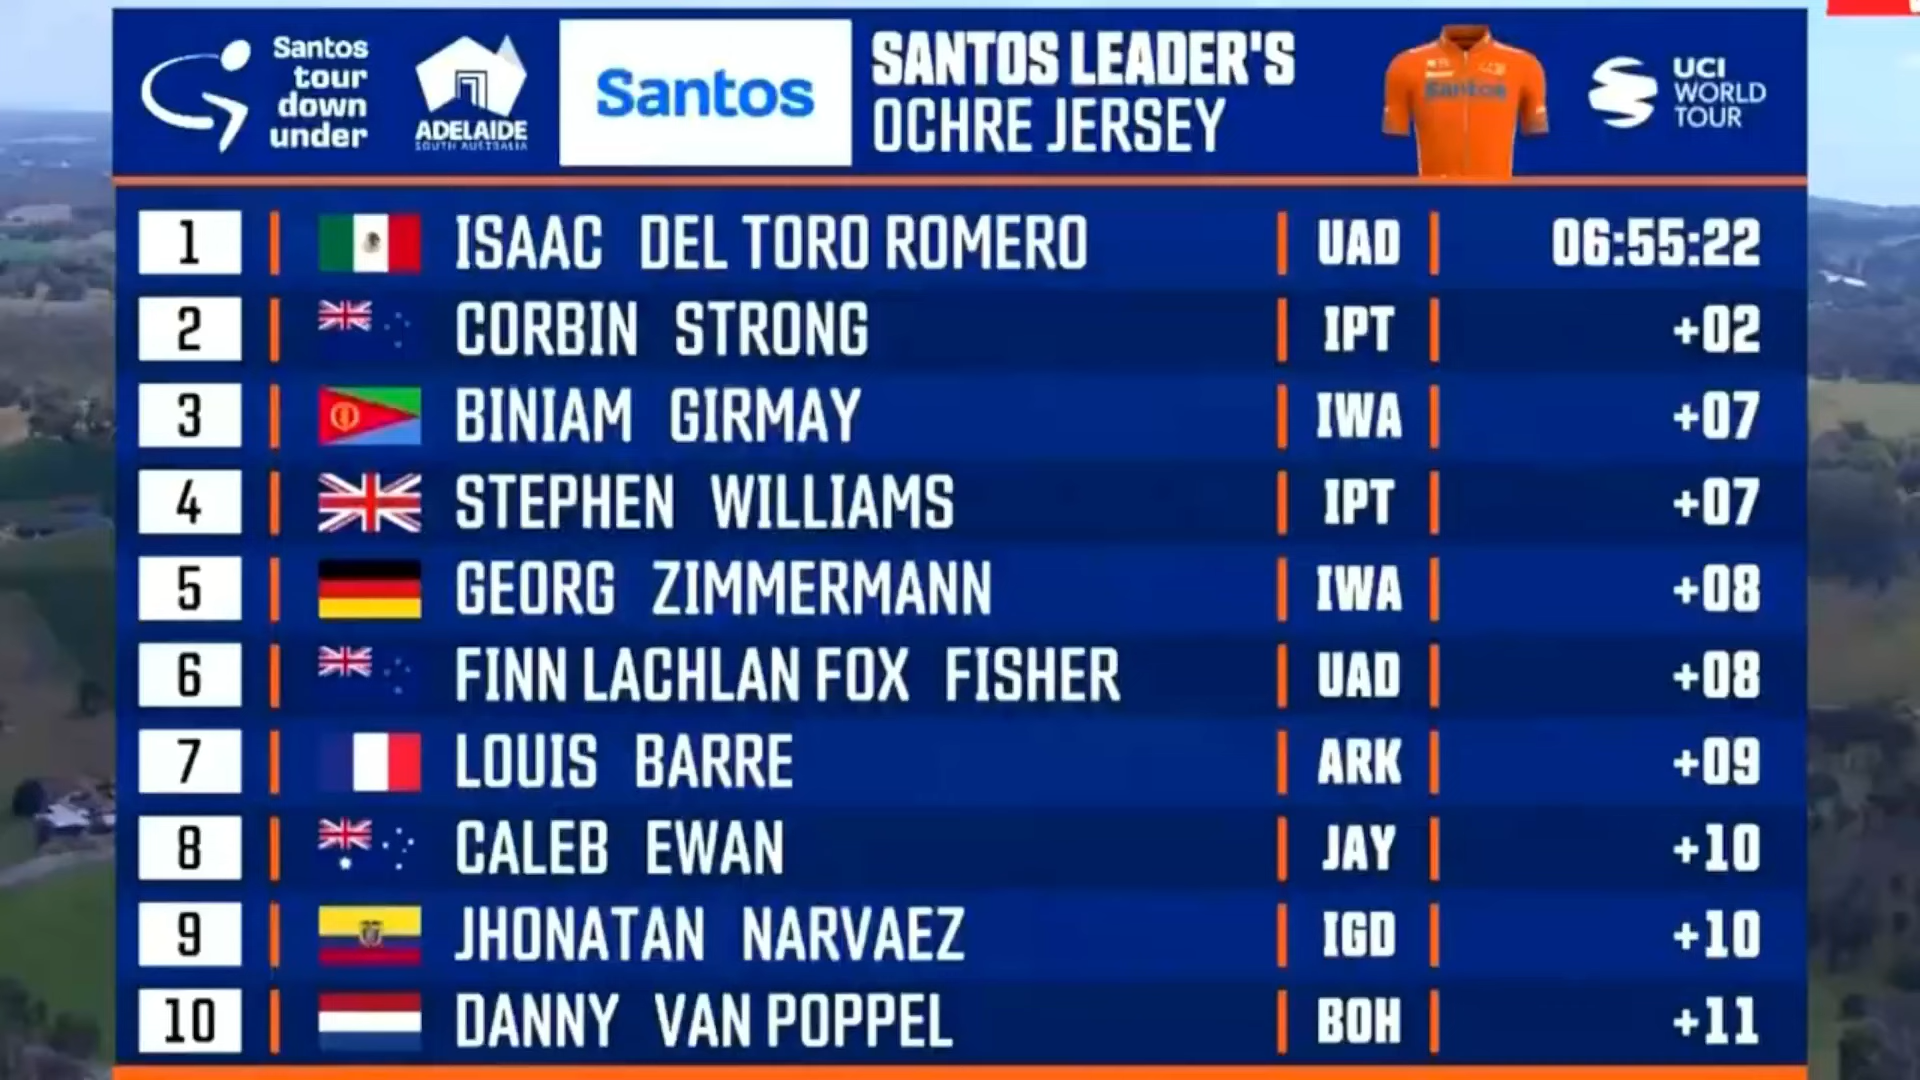 Santos
tour
down
under
ADELAIDE
SOUTH AUSTRALIA
Santos
SANTOS LEADER'S
OCHRE JERSEY
Santos
UCI
WORLD
TOUR
1 ISAAC DEL TORO ROMERO UAD 06:55:22
2 CORBIN STRONG IPT +02
3 BINIAM GIRMAY IWA +07
4 STEPHEN WILLIAMS IPT +07
5 GEORG ZIMMERMANN IWA +08
6 FINN LACHLAN FOX FISHER UAD +08
7 LOUIS BARRE ARK +09
8 CALEB EWAN JAY +10
9 JHONATAN NARVAEZ IGD +10
10 DANNY VAN POPPEL BOH +11